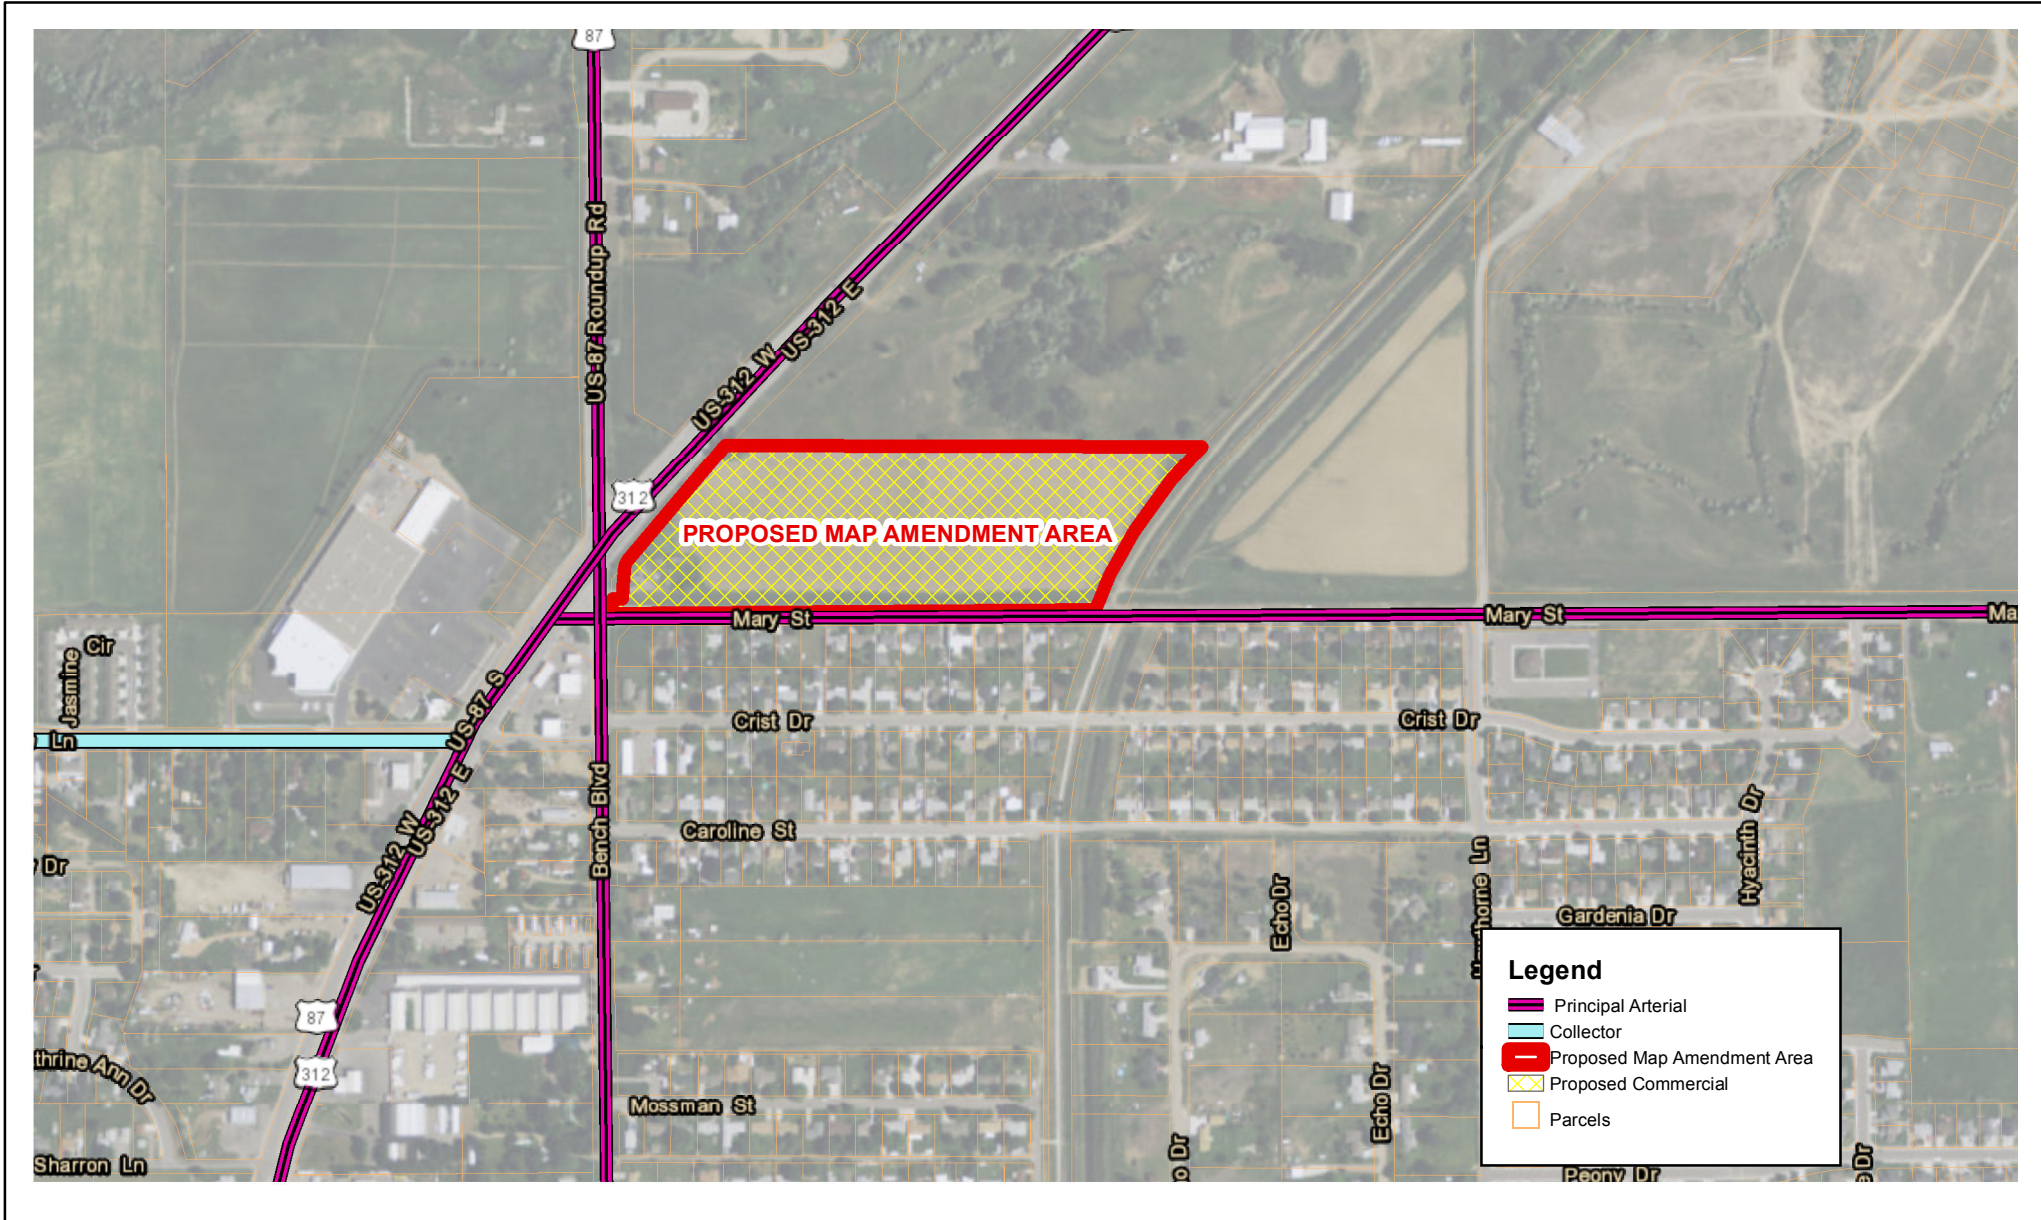 87
US-87 Roundup Rd
US-312 W
US-312 E
312
PROPOSED MAP AMENDMENT AREA
Mary St
Mary St
Ma
Jasmine Cir
US-87 S
Crist Dr
Crist Dr
Ln
US-312 W
US-312 E
Bench Blvd
Caroline St
Hyacinth Dr
Dr
Echo Dr
Gardenia Dr
Legend
Principal Arterial
Collector
Proposed Map Amendment Area
Proposed Commercial
Parcels
87
312
thrine Ann Dr
Mossman St
Echo Dr
Sharron Ln
o Dr
Peony Dr
e Dr